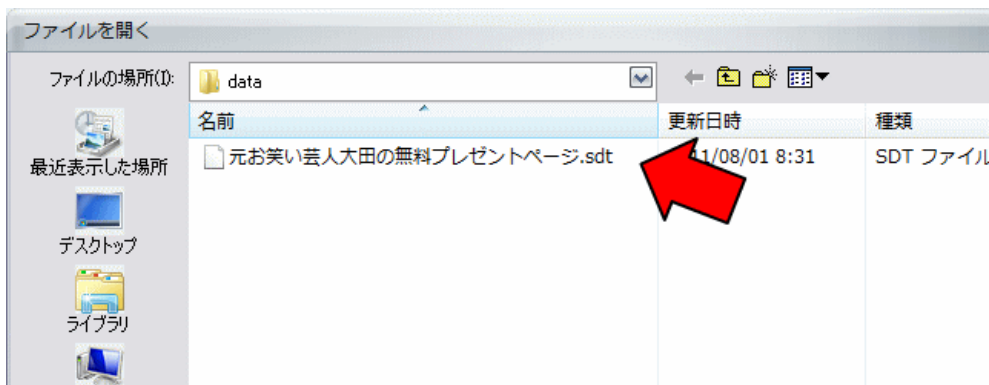 ファイルを開く
ファイルの場所(I):
data
名前
更新日時
種類
元お笑い芸人大田の無料プレゼントページ.sdt
11/08/01 8:31
SDT ファイル
最近表示した場所
デスクトップ
ライブラリ